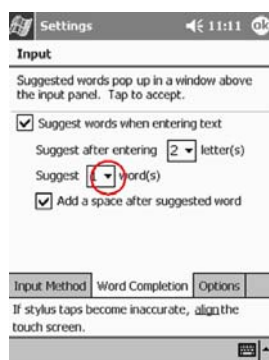 Settings 11:11 ok
Input
Suggested words pop up in a window above
the input panel. Tap to accept.
Suggest words when entering text
Suggest after entering 2 letter(s)
Suggest word(s)
Add a space after suggested word
Input Method Word Completion Options
If stylus taps become inaccurate, align the
touch screen.